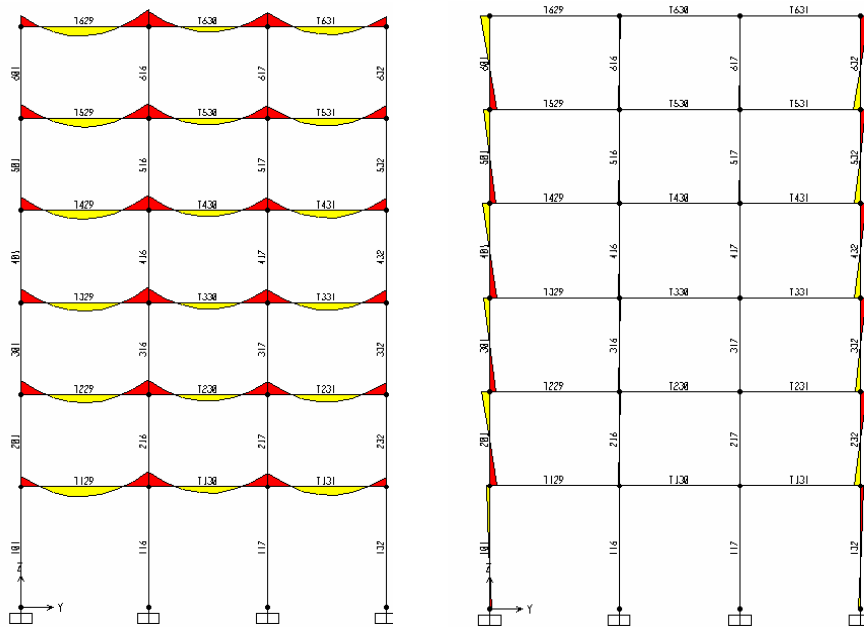 T629 T630 T631 T629 T630 T631
601 616 617 632 601 616 617 632
T529 T530 T531 T529 T530 T531
501 516 517 532 501 516 517 532
T429 T430 T431 T429 T430 T431
401 416 417 432 401 416 417 432
T329 T330 T331 T329 T330 T331
301 316 317 332 301 316 317 332
T229 T230 T231 T229 T230 T231
201 216 217 232 201 216 217 232
T129 T130 T131 T129 T130 T131
101 116 117 132 101 116 117 132
Z Z
Y Y